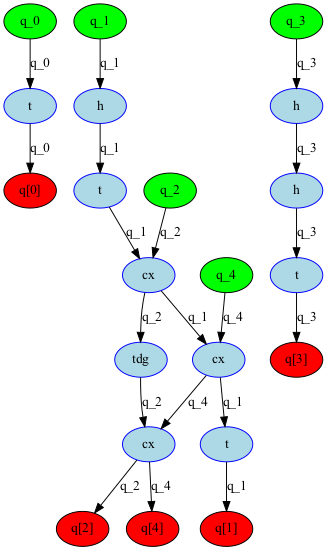 q_0 q_1 q_3
q_0 q_1 q_3
t h h
q_0 q_1 q_3
q[0] t q_2 h
q_1 q_2 q_3
cx q_4 t
q_2 q_1 q_4 q_3
tdg cx q[3]
q_2 q_4 q_1
cx t
q_2 q_4 q_1
q[2] q[4] q[1]